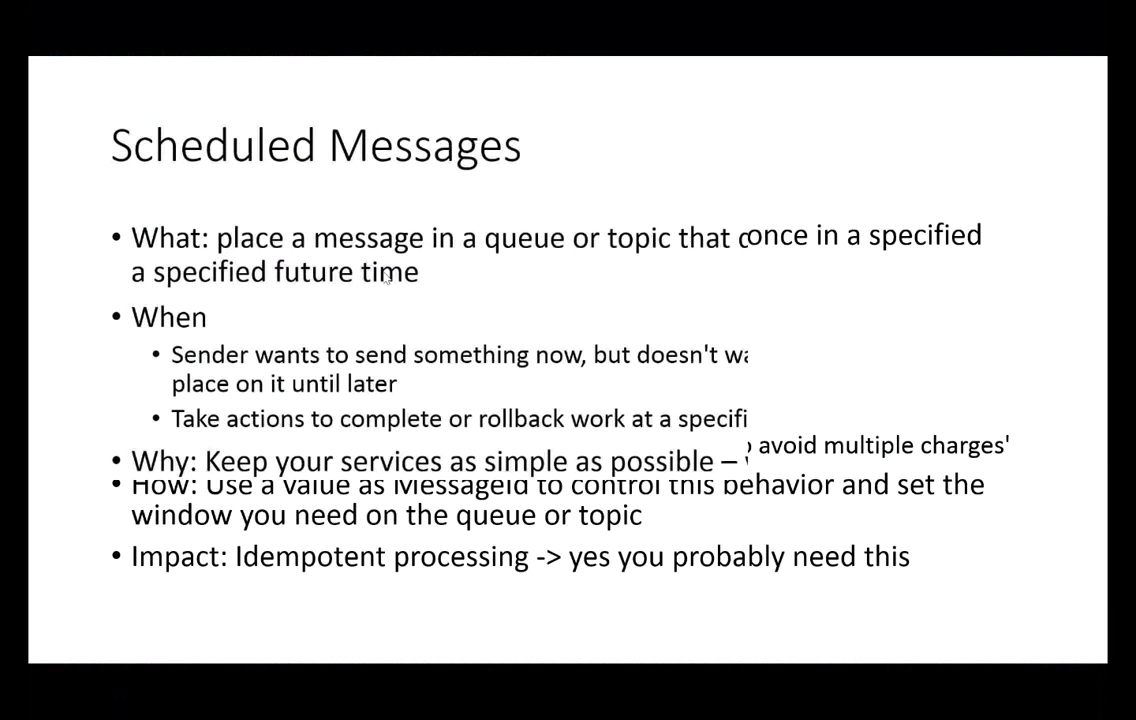 Scheduled Messages
• What: place a message in a queue or topic that once in a specified
a specified future time
• When
• Sender wants to send something now, but doesn't
place on it until later
• Take actions to complete or rollback work at a
avoid multiple charges'
• Why: Keep your services as simple as possible –
• How: Use a value as MessageId to control this behavior and set the
window you need on the queue or topic
• Impact: Idempotent processing -> yes you probably need this